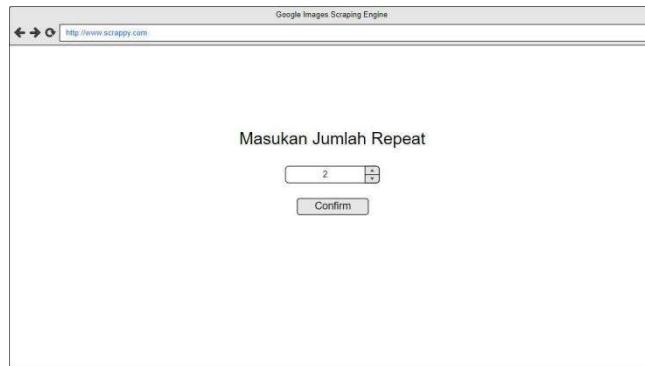 Google Images Scraping Engine
http://www.scrappy.com
Masukan Jumlah Repeat
2
Confirm